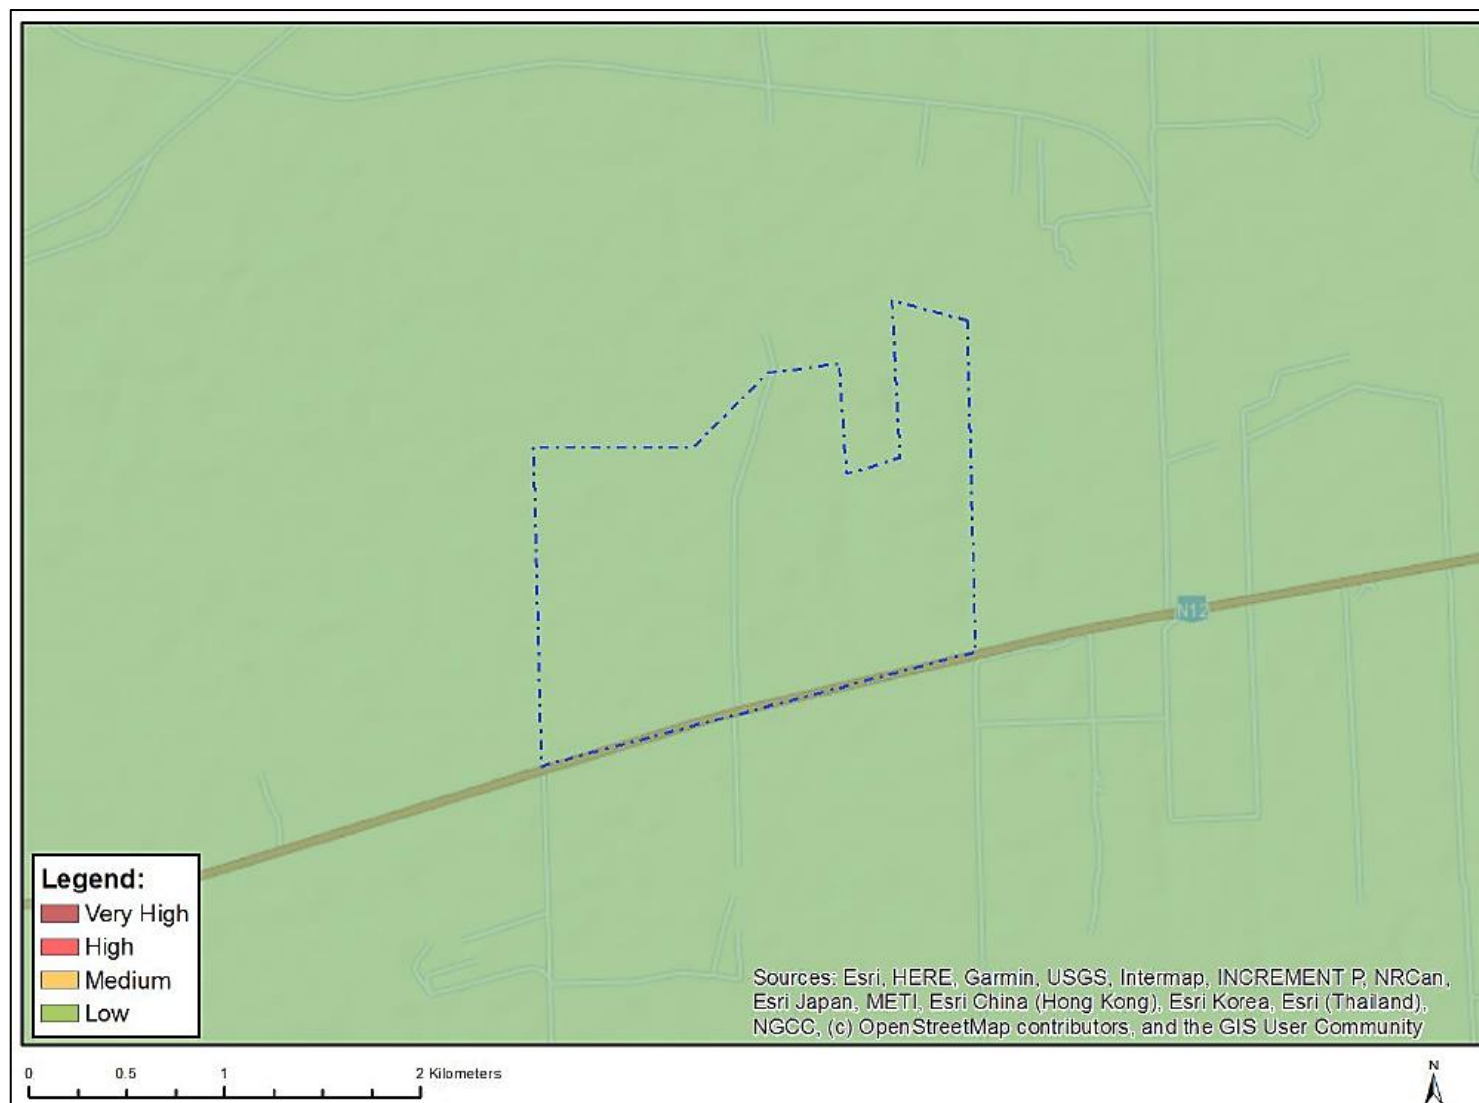 N12
Legend:
Very High
High
Medium
Low
Sources: Esri, HERE, Garmin, USGS, Intermap, INCREMENT P, NRCan,
Esri Japan, METI, Esri China (Hong Kong), Esri Korea, Esri (Thailand),
NGCC, (c) OpenStreetMap contributors, and the GIS User Community
0 0.5 1 2 Kilometers
N